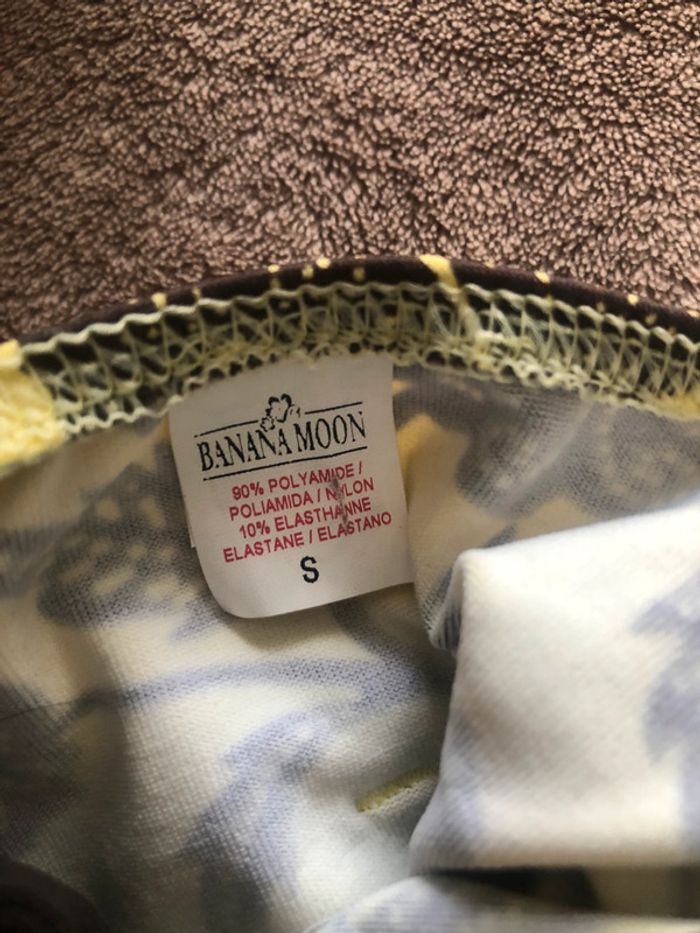 BANANA MOON
90% POLYAMIDE /
POLIAMIDA / NYLON
10% ELASTHANNE
ELASTANE / ELASTANO
S